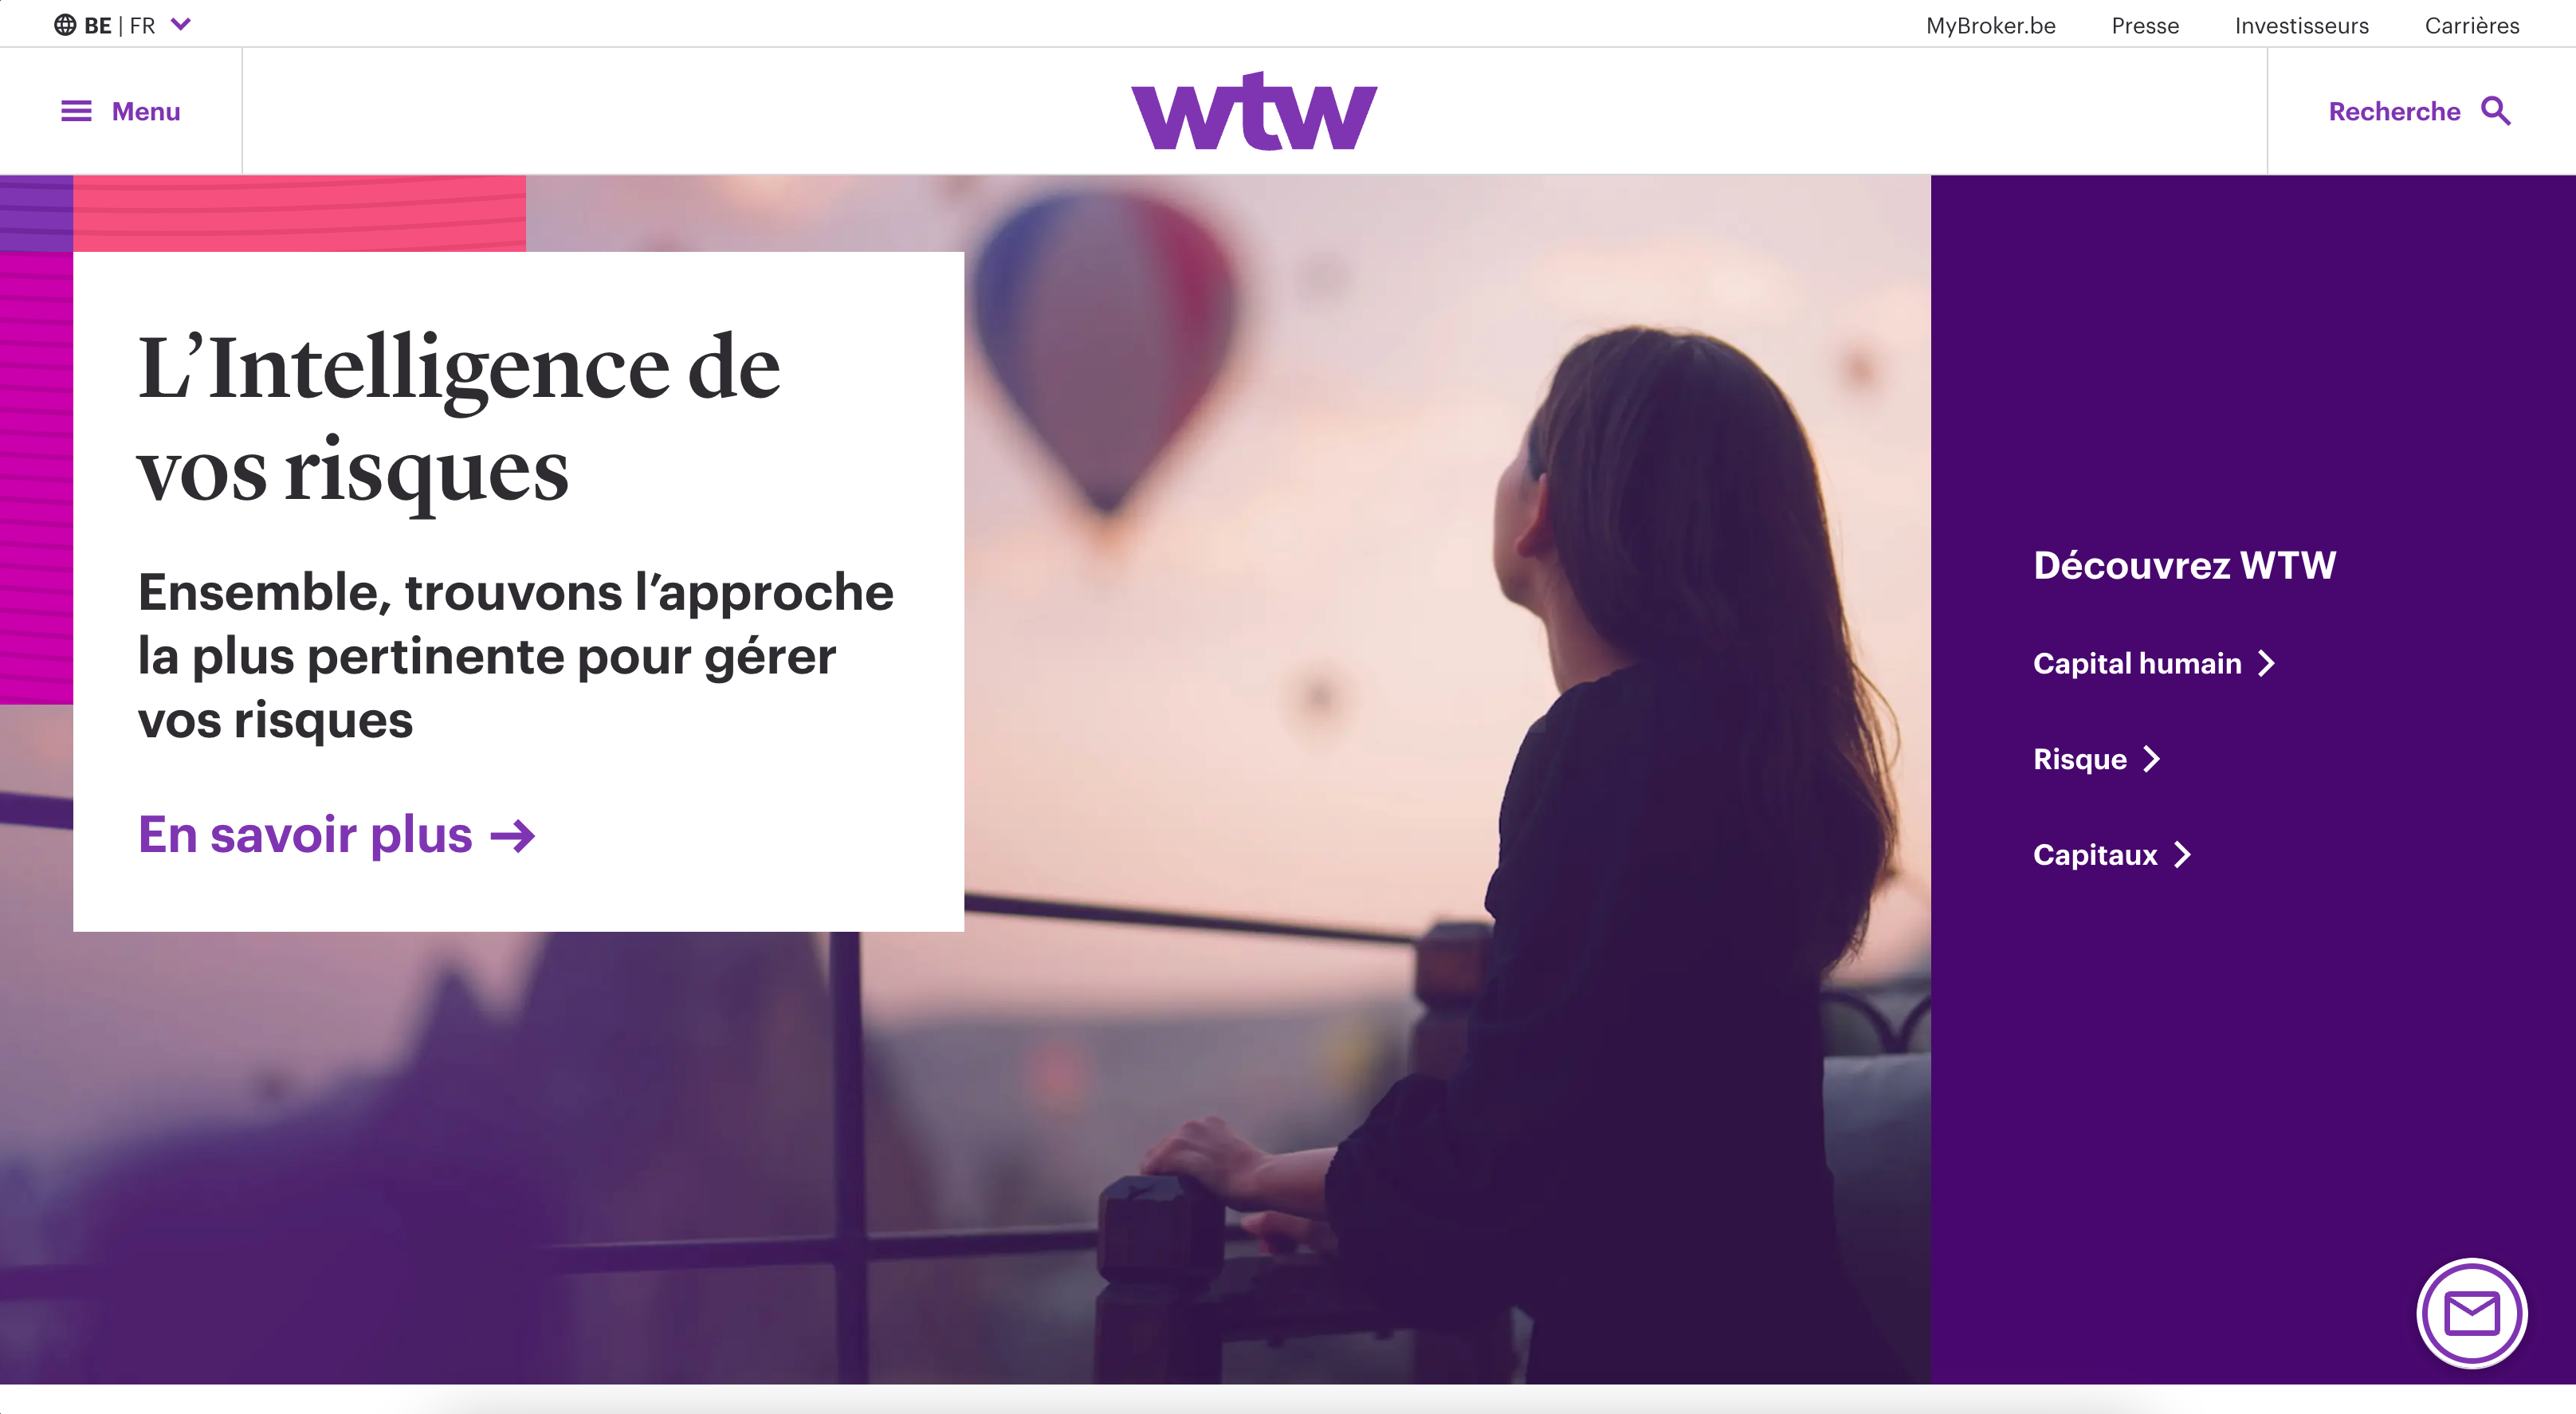 BE | FR
MyBroker.be
Presse
Investisseurs
Carrières
Menu
wtw
Recherche
L’Intelligence de
vos risques
Ensemble, trouvons l’approche
la plus pertinente pour gérer
vos risques
En savoir plus
Découvrez WTW
Capital humain
Risque
Capitaux